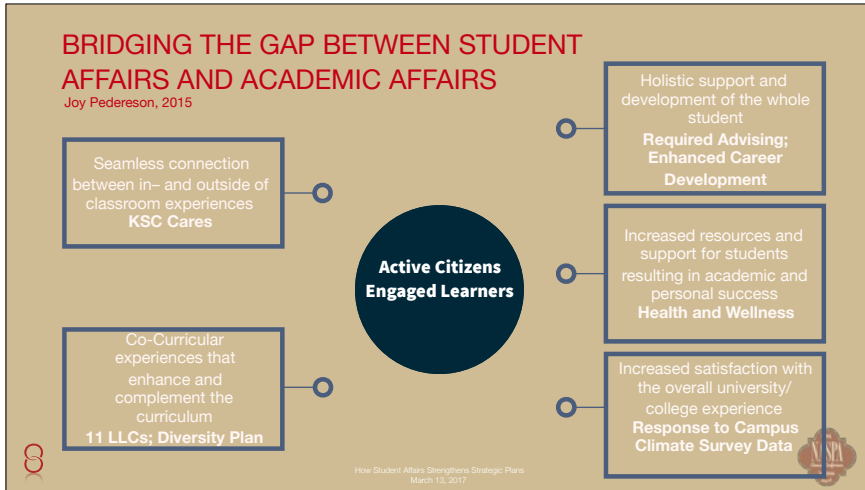 BRIDGING THE GAP BETWEEN STUDENT
AFFAIRS AND ACADEMIC AFFAIRS
Joy Pedereson, 2015
Seamless connection
between in– and outside of
classroom experiences
KSC Cares
Co-Curricular
experiences that
enhance and
complement the
curriculum
11 LLCs; Diversity Plan
Active Citizens
Engaged Learners
Holistic support and
development of the whole
student
Required Advising;
Enhanced Career
Development
Increased resources and
support for students
resulting in academic and
personal success
Health and Wellness
Increased satisfaction with
the overall university/
college experience
Response to Campus
Climate Survey Data
How Student Affairs Strengthens Strategic Plans
March 13, 2017
NASPA